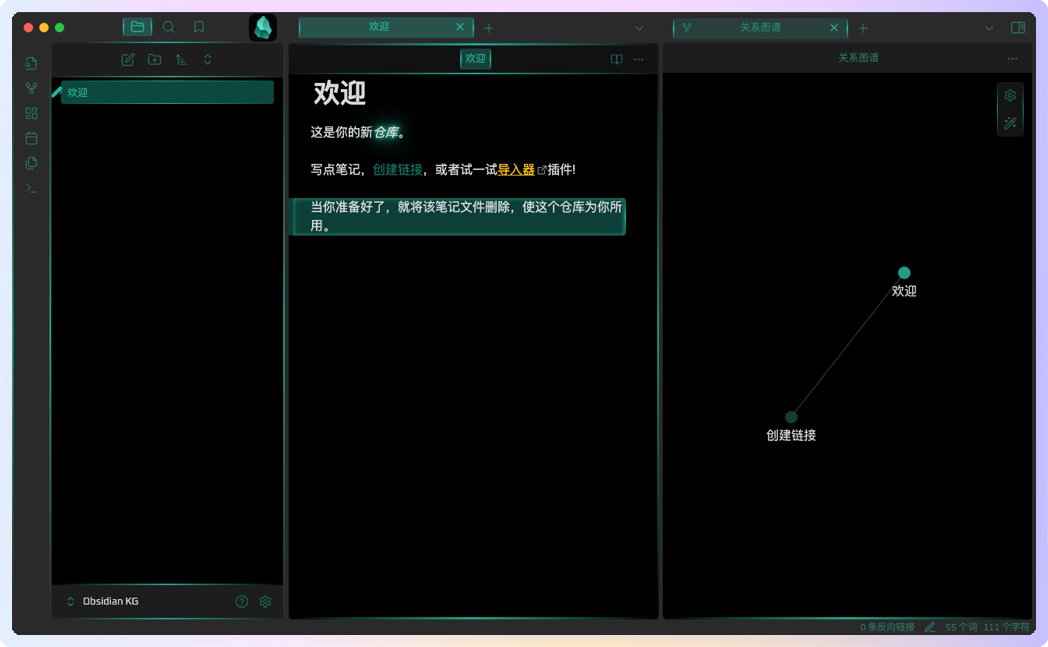 欢迎
关系图谱
欢迎
关系图谱
欢迎
欢迎
这是你的新仓库。
写点笔记，创建链接，或者试一试导入器插件!
当你准备好了，就将该笔记文件删除，使这个仓库为你所
用。
欢迎
创建链接
Obsidian KG
0 条反向链接 55 个词 111 个字符